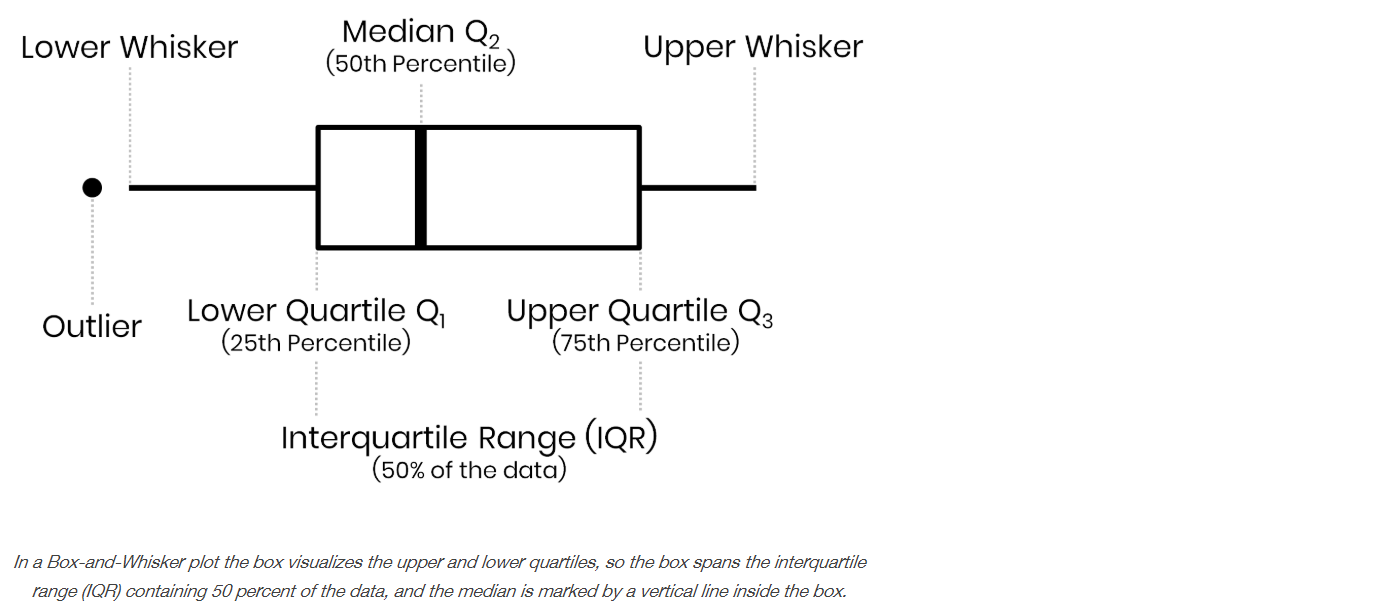 Lower Whisker
Median Q2
(50th Percentile)
Upper Whisker
Outlier
Lower Quartile Q1
(25th Percentile)
Upper Quartile Q3
(75th Percentile)
Interquartile Range (IQR)
(50% of the data)
In a Box-and-Whisker plot the box visualizes the upper and lower quartiles, so the box spans the interquartile
range (IQR) containing 50 percent of the data, and the median is marked by a vertical line inside the box.